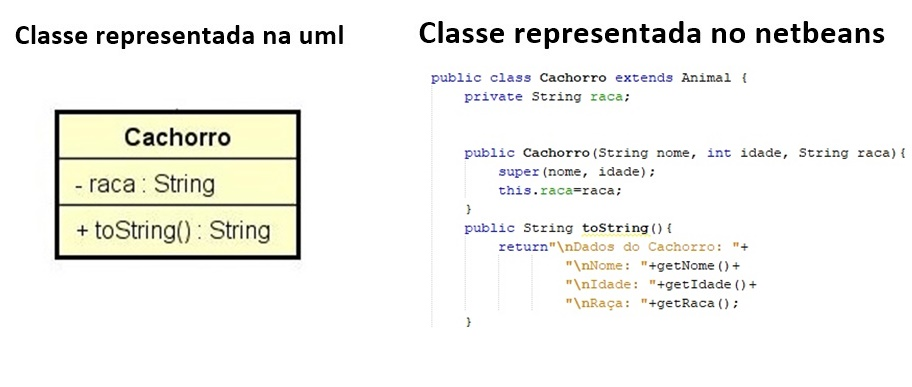 Classe representada na uml
Cachorro
- raca : String
+ toString() : String
Classe representada no netbeans
public class Cachorro extends Animal {
private String raca;
public Cachorro(String nome, int idade, String raca){
super(nome, idade);
this.raca=raca;
}
public String toString(){
return"\nDados do Cachorro: "+
"\nNome: "+getNome()+
"\nIdade: "+getIdade()+
"\nRaça: "+getRaca();
}